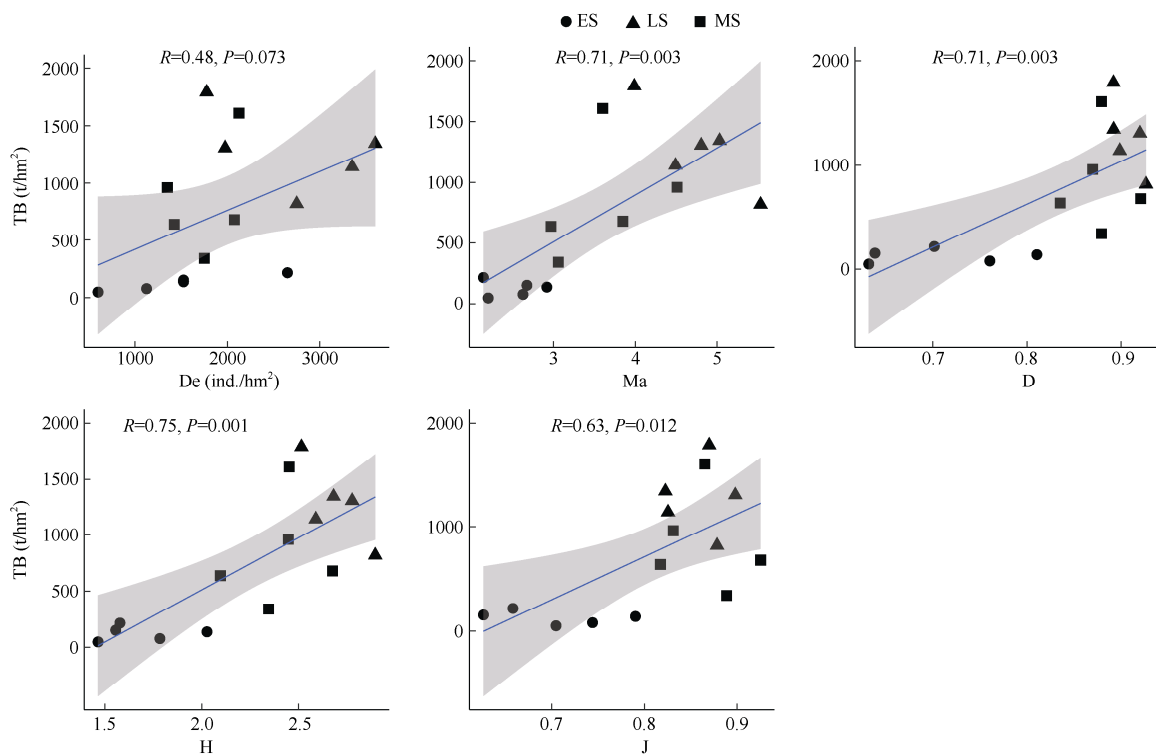 ES LS MS
R=0.48, P=0.073
R=0.71, P=0.003
R=0.71, P=0.003
2000
1500
1000
500
0
TB (t/hm²)
1000 2000 3000
De (ind./hm²)
2000
1500
1000
500
0
3 4 5
Ma
2000
1000
0
0.7 0.8 0.9
D
R=0.75, P=0.001
R=0.63, P=0.012
2000
1500
1000
500
0
TB (t/hm²)
1.5 2.0 2.5
H
2000
1000
0
0.7 0.8 0.9
J